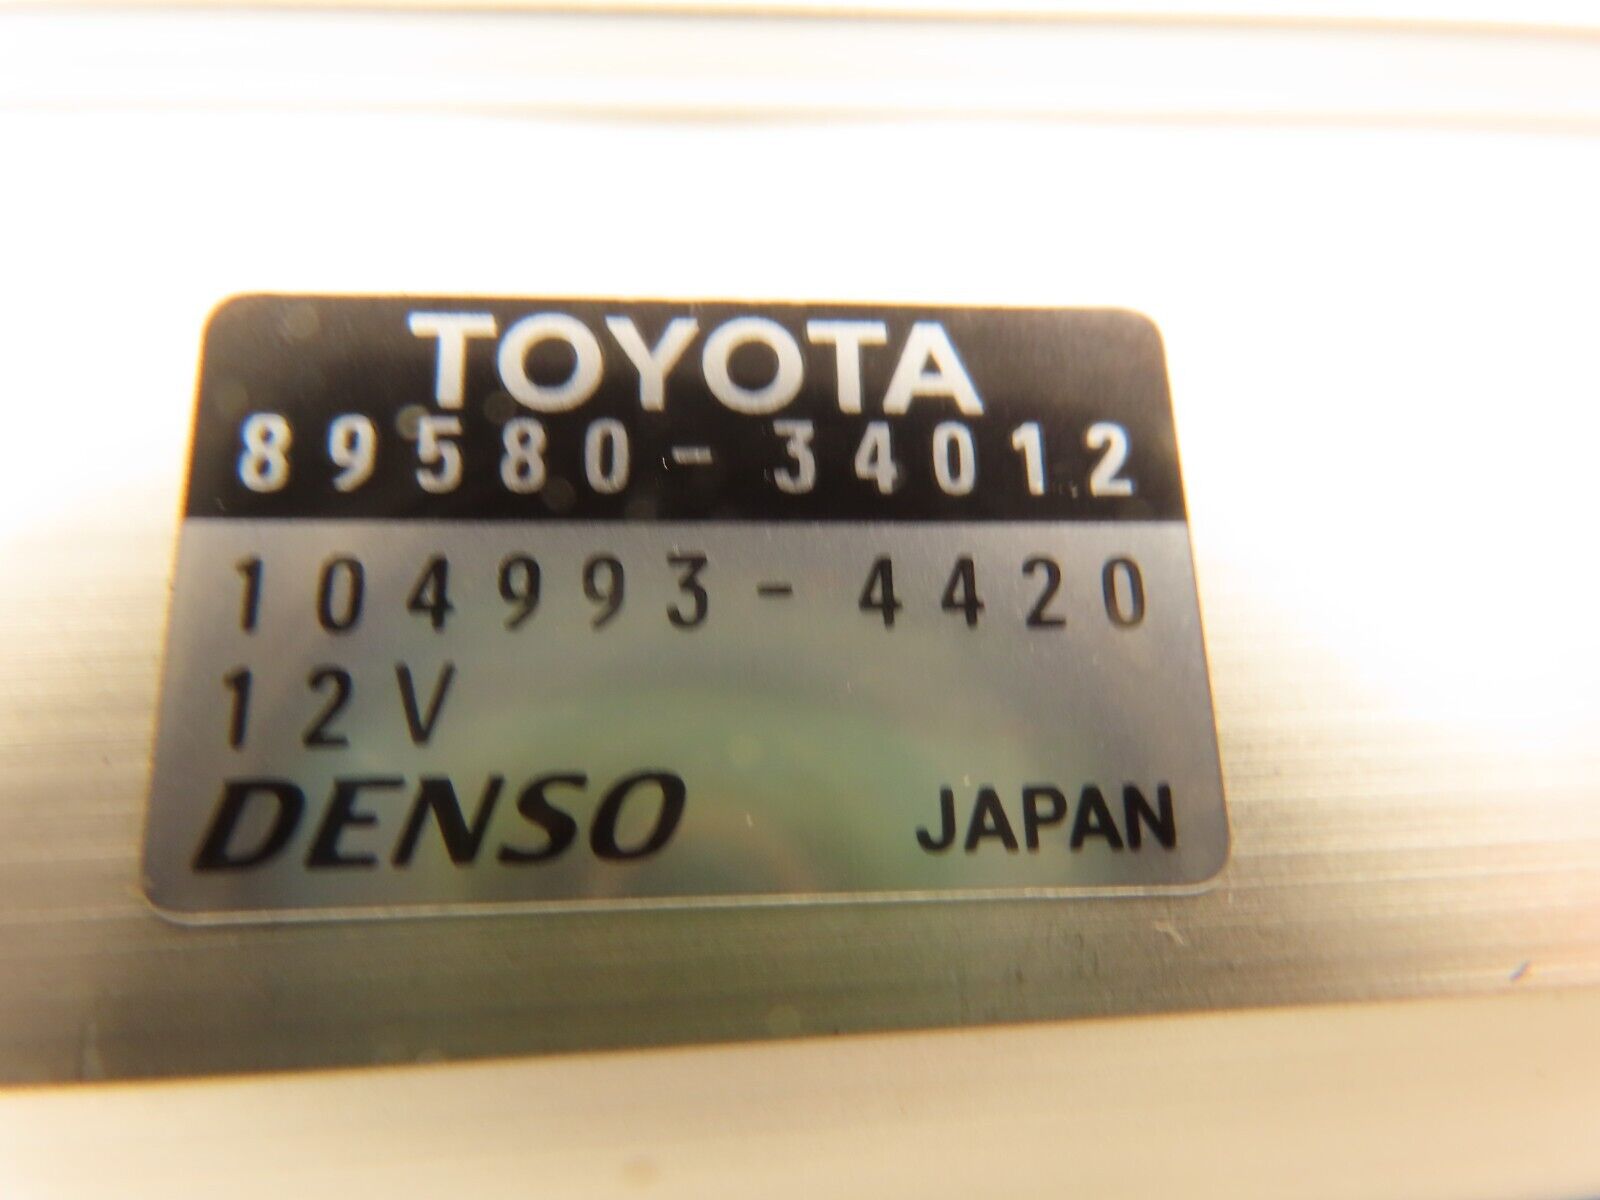 TOYOTA
89580-34012
104993-4420
12V
DENSO JAPAN